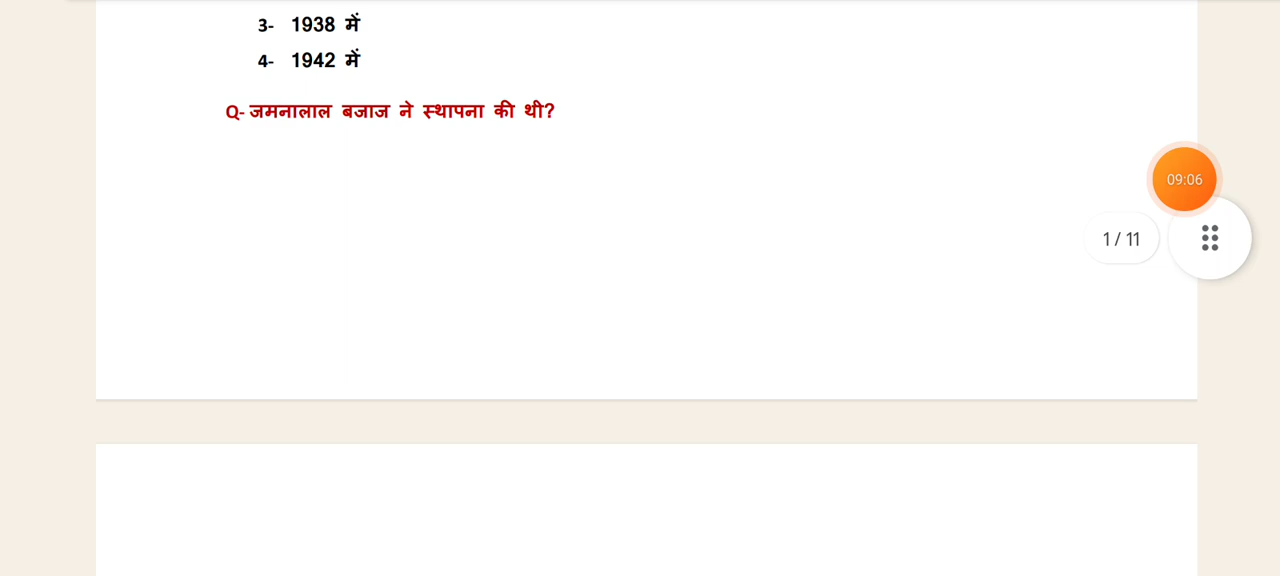 3- 1938 में
4- 1942 में
Q- जमनालाल बजाज ने स्थापना की थी?
09:06
1 / 11